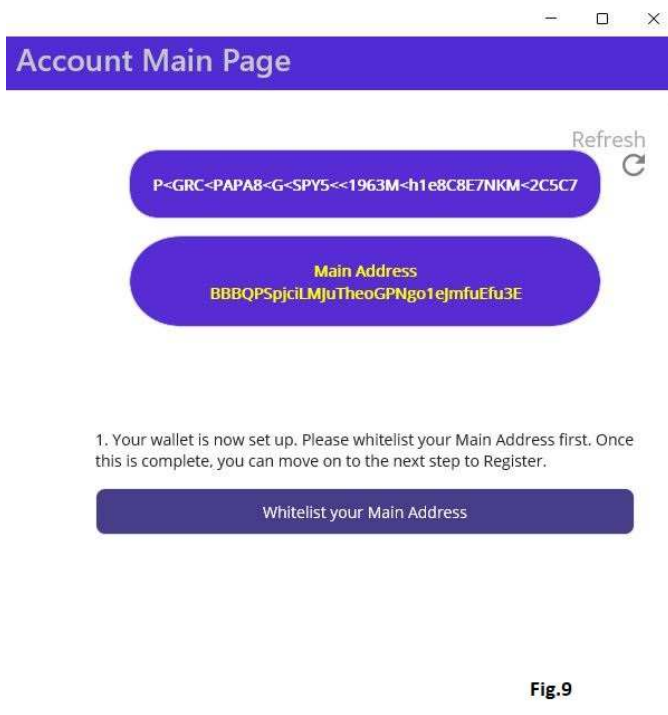 Account Main Page
Refresh
P<GRC<PAPA8<G<SPY5<<1963M<h1e8C8E7NKM<2C5C7
Main Address
BBBQPSpjciLMJuTheoGPNgo1eJmfuEfu3E
1. Your wallet is now set up. Please whitelist your Main Address first. Once
this is complete, you can move on to the next step to Register.
Whitelist your Main Address
Fig.9